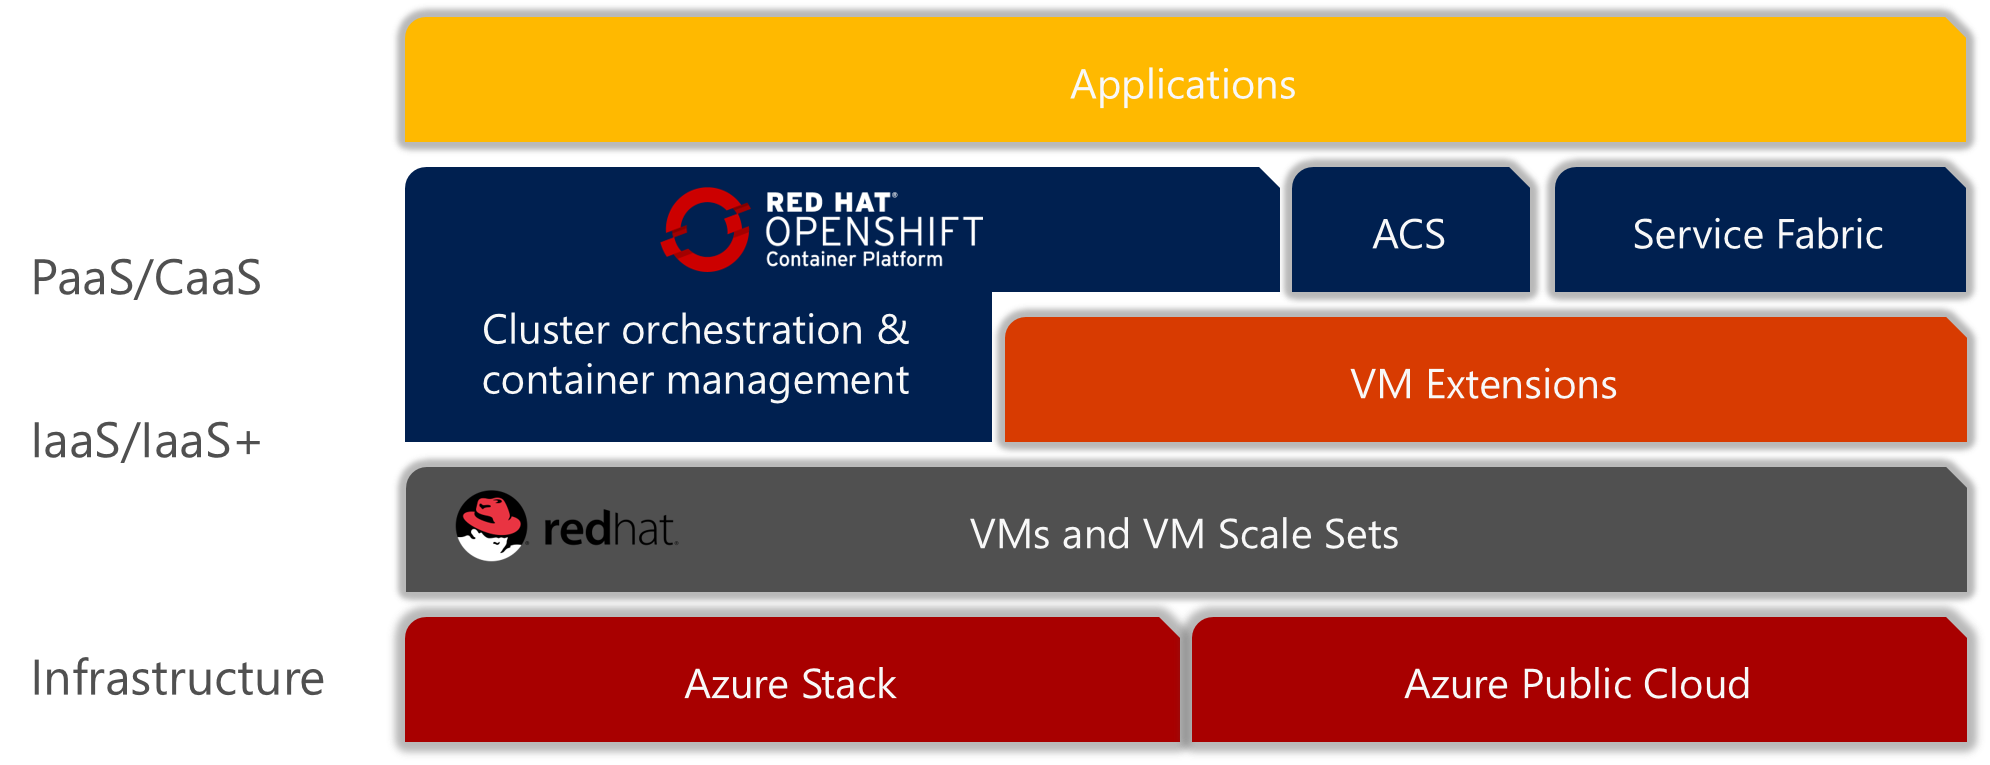 Applications
PaaS/CaaS
RED HAT®
OPENSHIFT
Container Platform
Cluster orchestration &
container management
ACS
Service Fabric
VM Extensions
IaaS/IaaS+
redhat.
VMs and VM Scale Sets
Infrastructure
Azure Stack
Azure Public Cloud